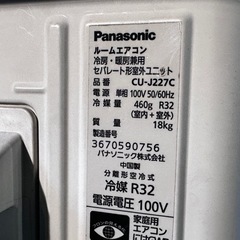 Panasonic
ルームエアコン
冷房・暖房兼用
セパレート形室外ユニット
品番 CU-J227C
電源 単相 100V 50/60Hz
冷媒量 460g R32
(室内+室外)
質量 18kg
製造番号
3670590756
パナソニック株式会社
中国製
分離形空冷式
冷媒 R32
電源電圧 100V
家庭用
エアコン